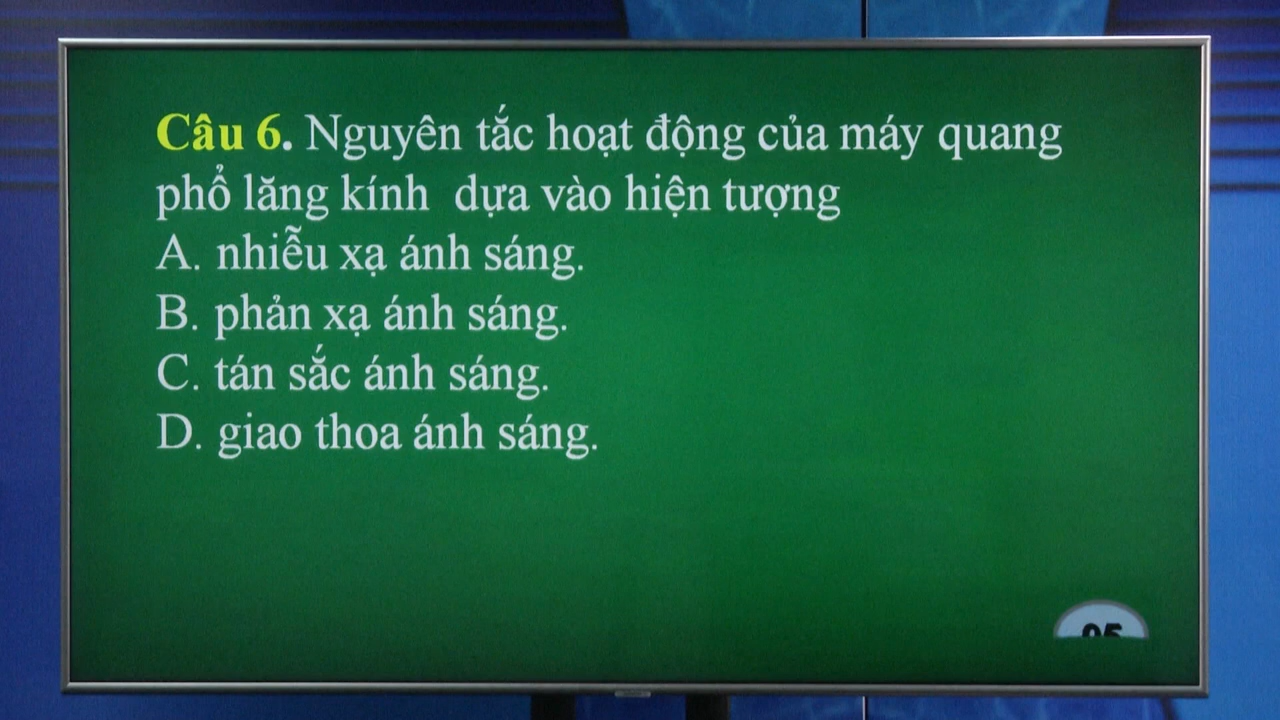 Câu 6. Nguyên tắc hoạt động của máy quang
phổ lăng kính dựa vào hiện tượng
A. nhiễu xạ ánh sáng.
B. phản xạ ánh sáng.
C. tán sắc ánh sáng.
D. giao thoa ánh sáng.